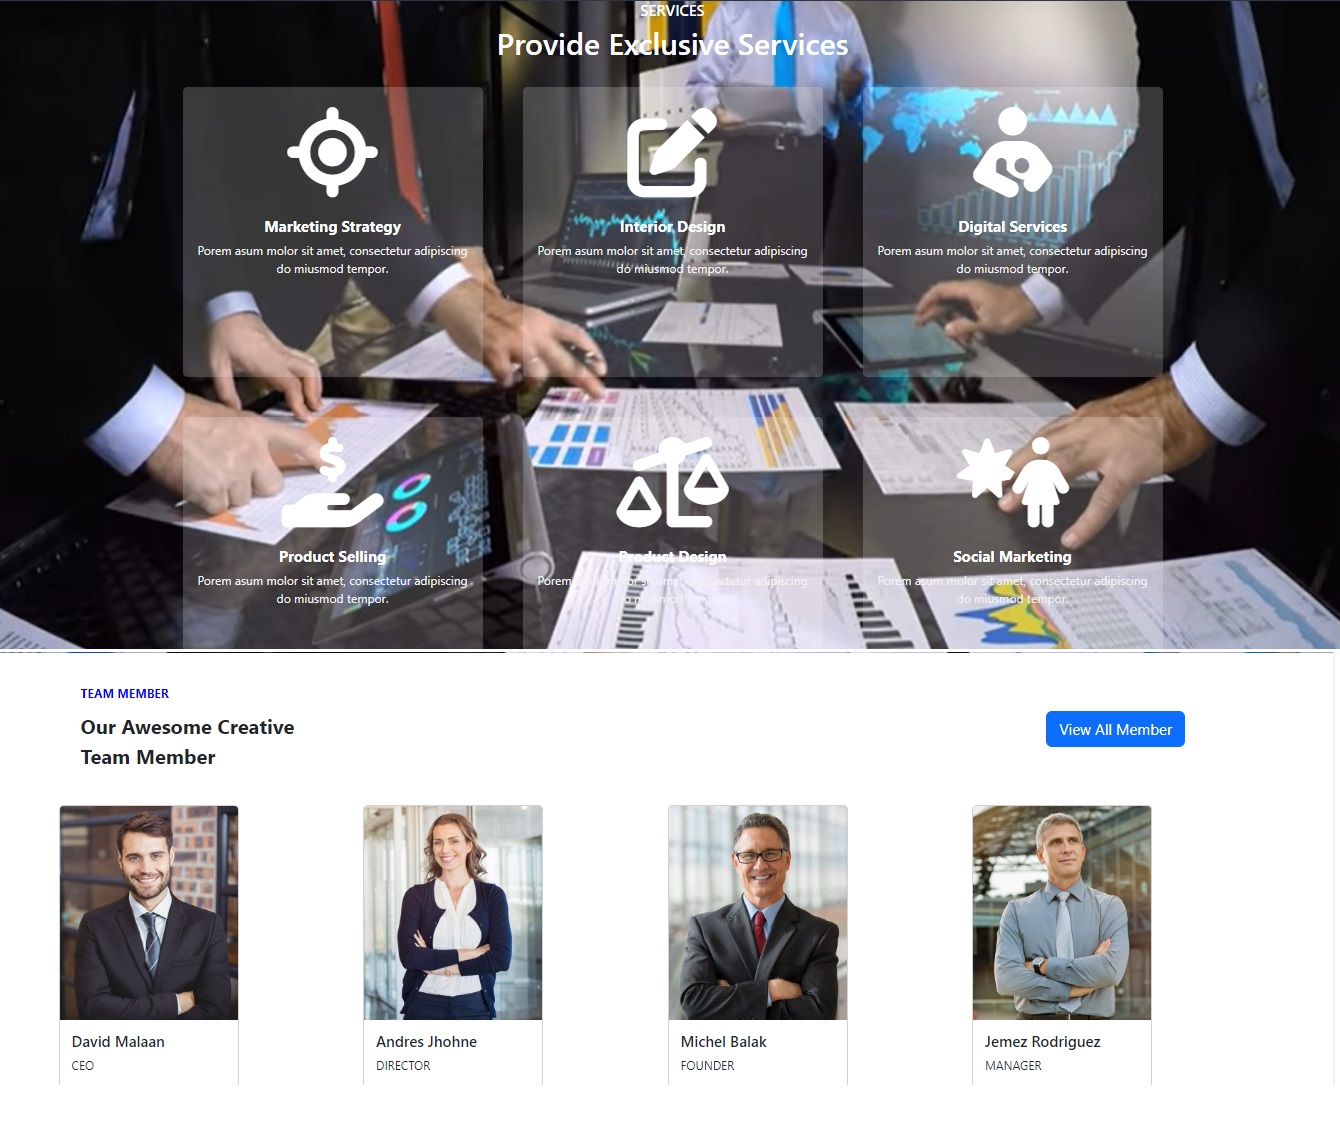 SERVICES
Provide Exclusive Services
Marketing Strategy
Porem asum molor sit amet, consectetur adipiscing
do miusmod tempor.
Interior Design
Porem asum molor sit amet, consectetur adipiscing
do miusmod tempor.
Digital Services
Porem asum molor sit amet, consectetur adipiscing
do miusmod tempor.
Product Selling
Porem asum molor sit amet, consectetur adipiscing
do miusmod tempor.
Product Design
Porem asum molor sit amet, consectetur adipiscing
do miusmod tempor.
Social Marketing
Porem asum molor sit amet, consectetur adipiscing
do miusmod tempor.
TEAM MEMBER
Our Awesome Creative
Team Member
View All Member
David Malaan
CEO
Andres Jhohne
DIRECTOR
Michel Balak
FOUNDER
Jemez Rodriguez
MANAGER